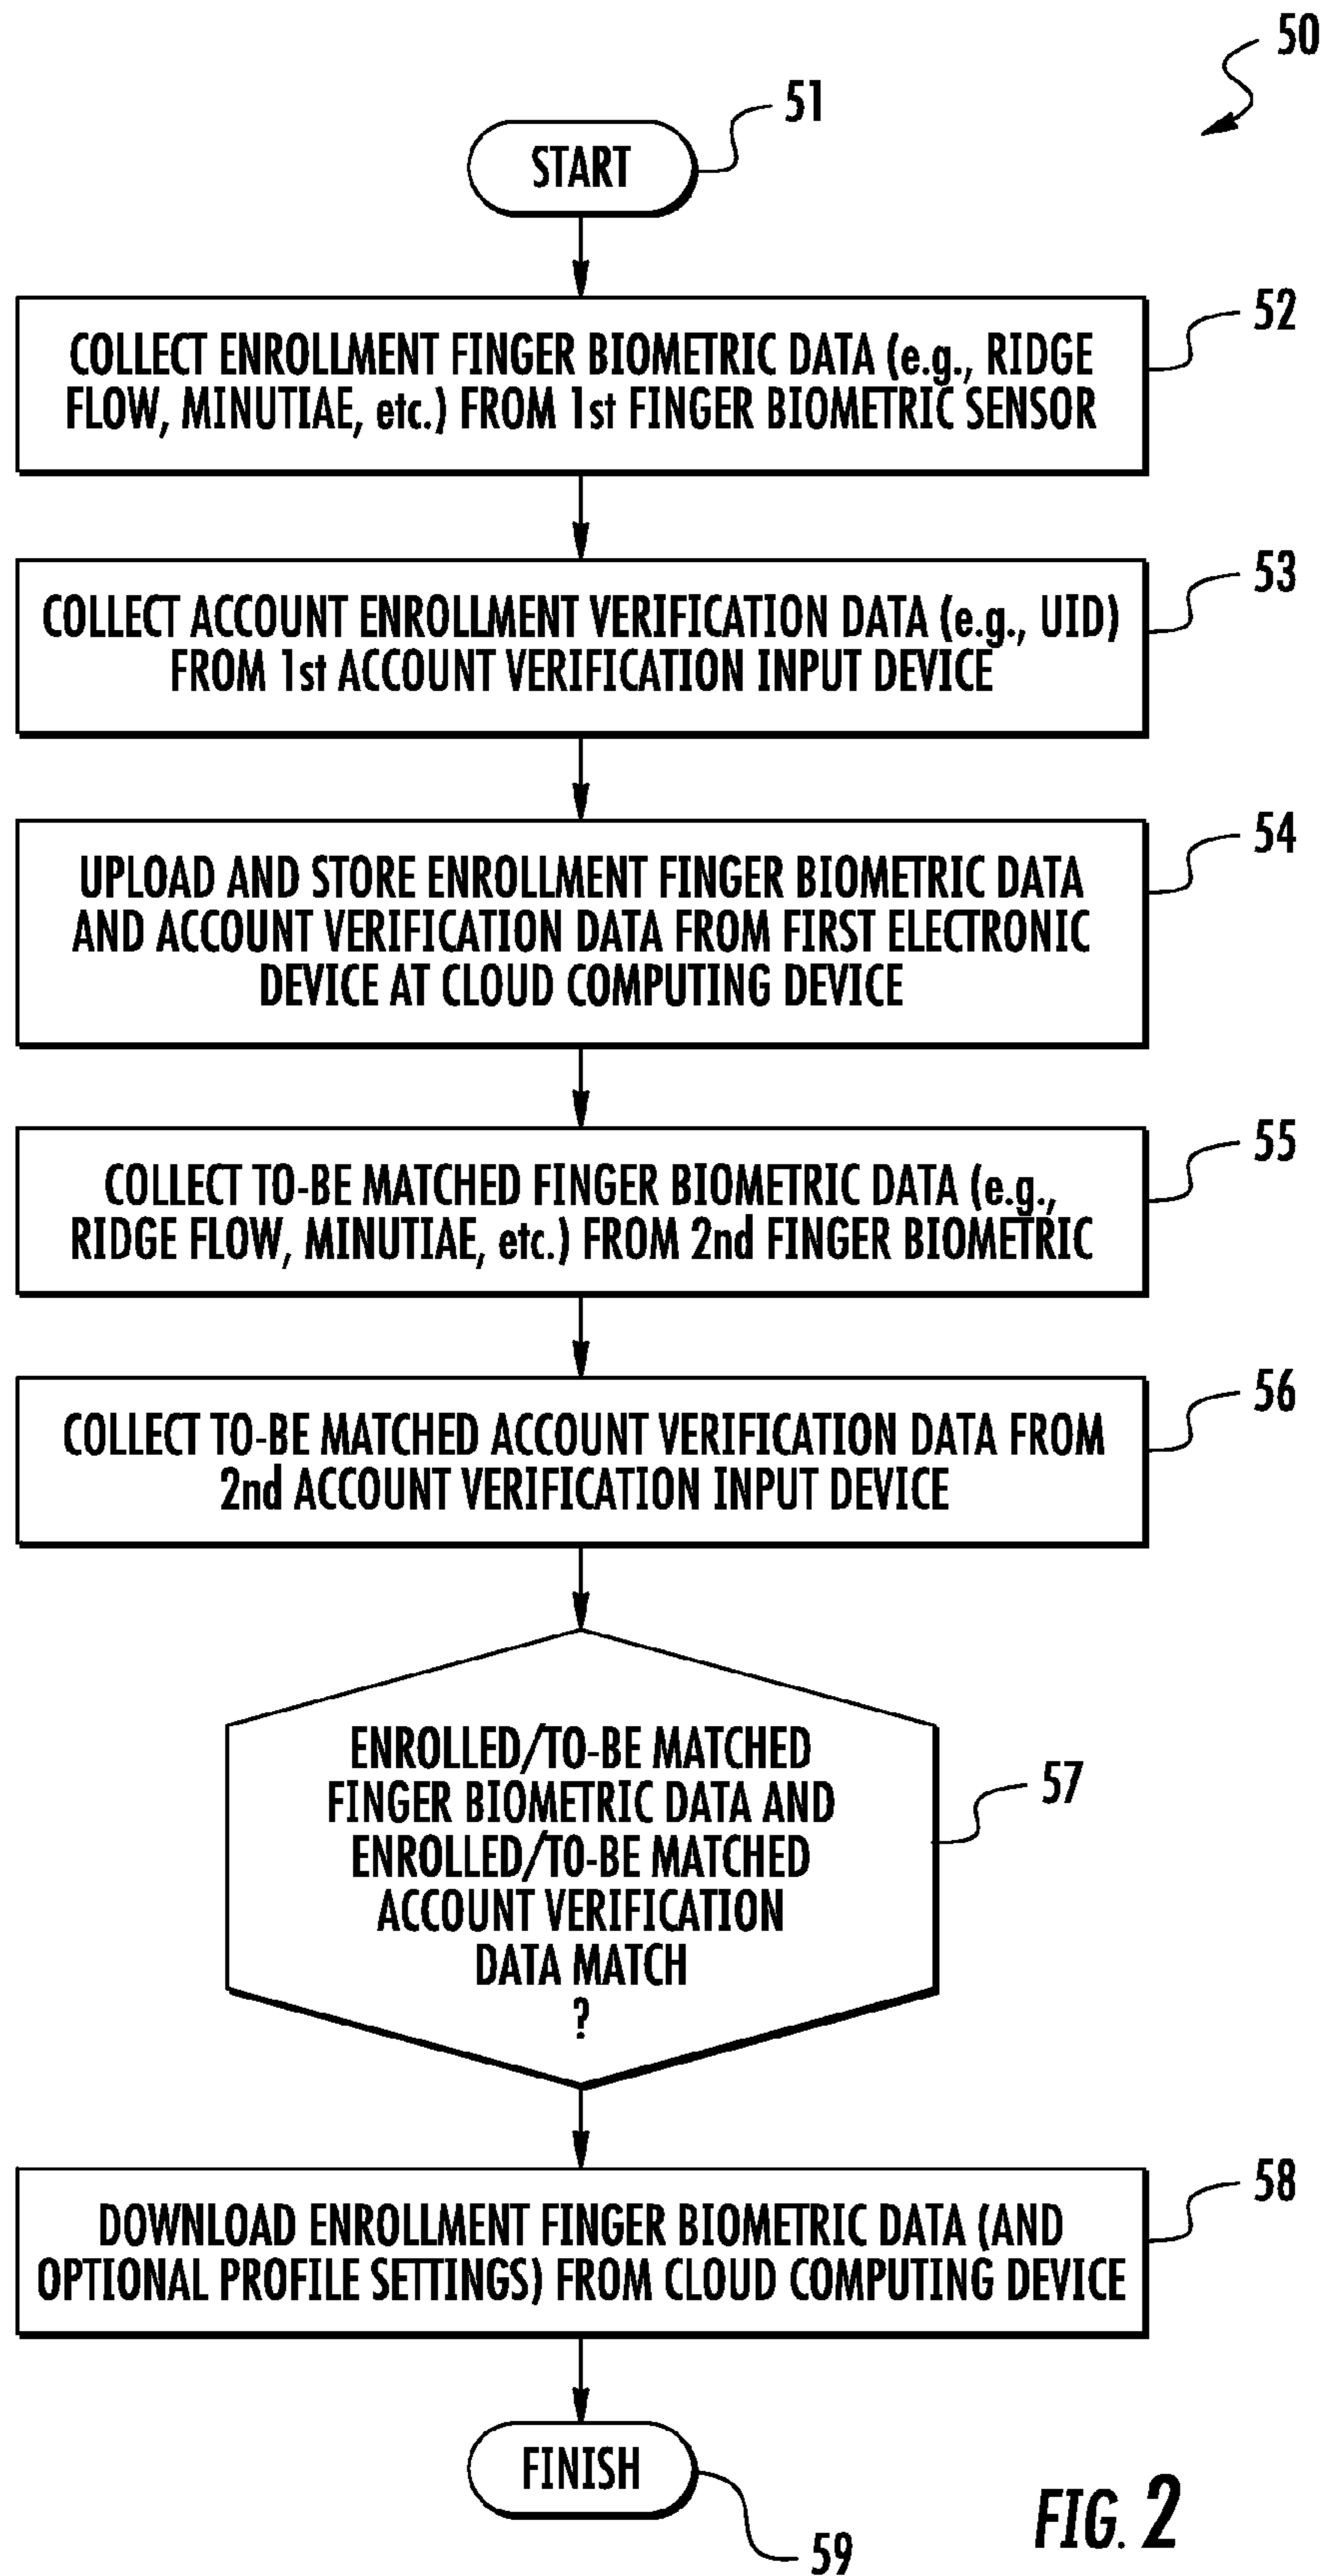 50
51
START
52
COLLECT ENROLLMENT FINGER BIOMETRIC DATA (e.g., RIDGE
FLOW, MINUTIAE, etc.) FROM 1st FINGER BIOMETRIC SENSOR
53
COLLECT ACCOUNT ENROLLMENT VERIFICATION DATA (e.g., UID)
FROM 1st ACCOUNT VERIFICATION INPUT DEVICE
54
UPLOAD AND STORE ENROLLMENT FINGER BIOMETRIC DATA
AND ACCOUNT VERIFICATION DATA FROM FIRST ELECTRONIC
DEVICE AT CLOUD COMPUTING DEVICE
55
COLLECT TO-BE MATCHED FINGER BIOMETRIC DATA (e.g.,
RIDGE FLOW, MINUTIAE, etc.) FROM 2nd FINGER BIOMETRIC
56
COLLECT TO-BE MATCHED ACCOUNT VERIFICATION DATA FROM
2nd ACCOUNT VERIFICATION INPUT DEVICE
ENROLLED/TO-BE MATCHED
FINGER BIOMETRIC DATA AND
ENROLLED/TO-BE MATCHED
ACCOUNT VERIFICATION
DATA MATCH
?
57
58
DOWNLOAD ENROLLMENT FINGER BIOMETRIC DATA (AND
OPTIONAL PROFILE SETTINGS) FROM CLOUD COMPUTING DEVICE
FINISH
59
FIG. 2